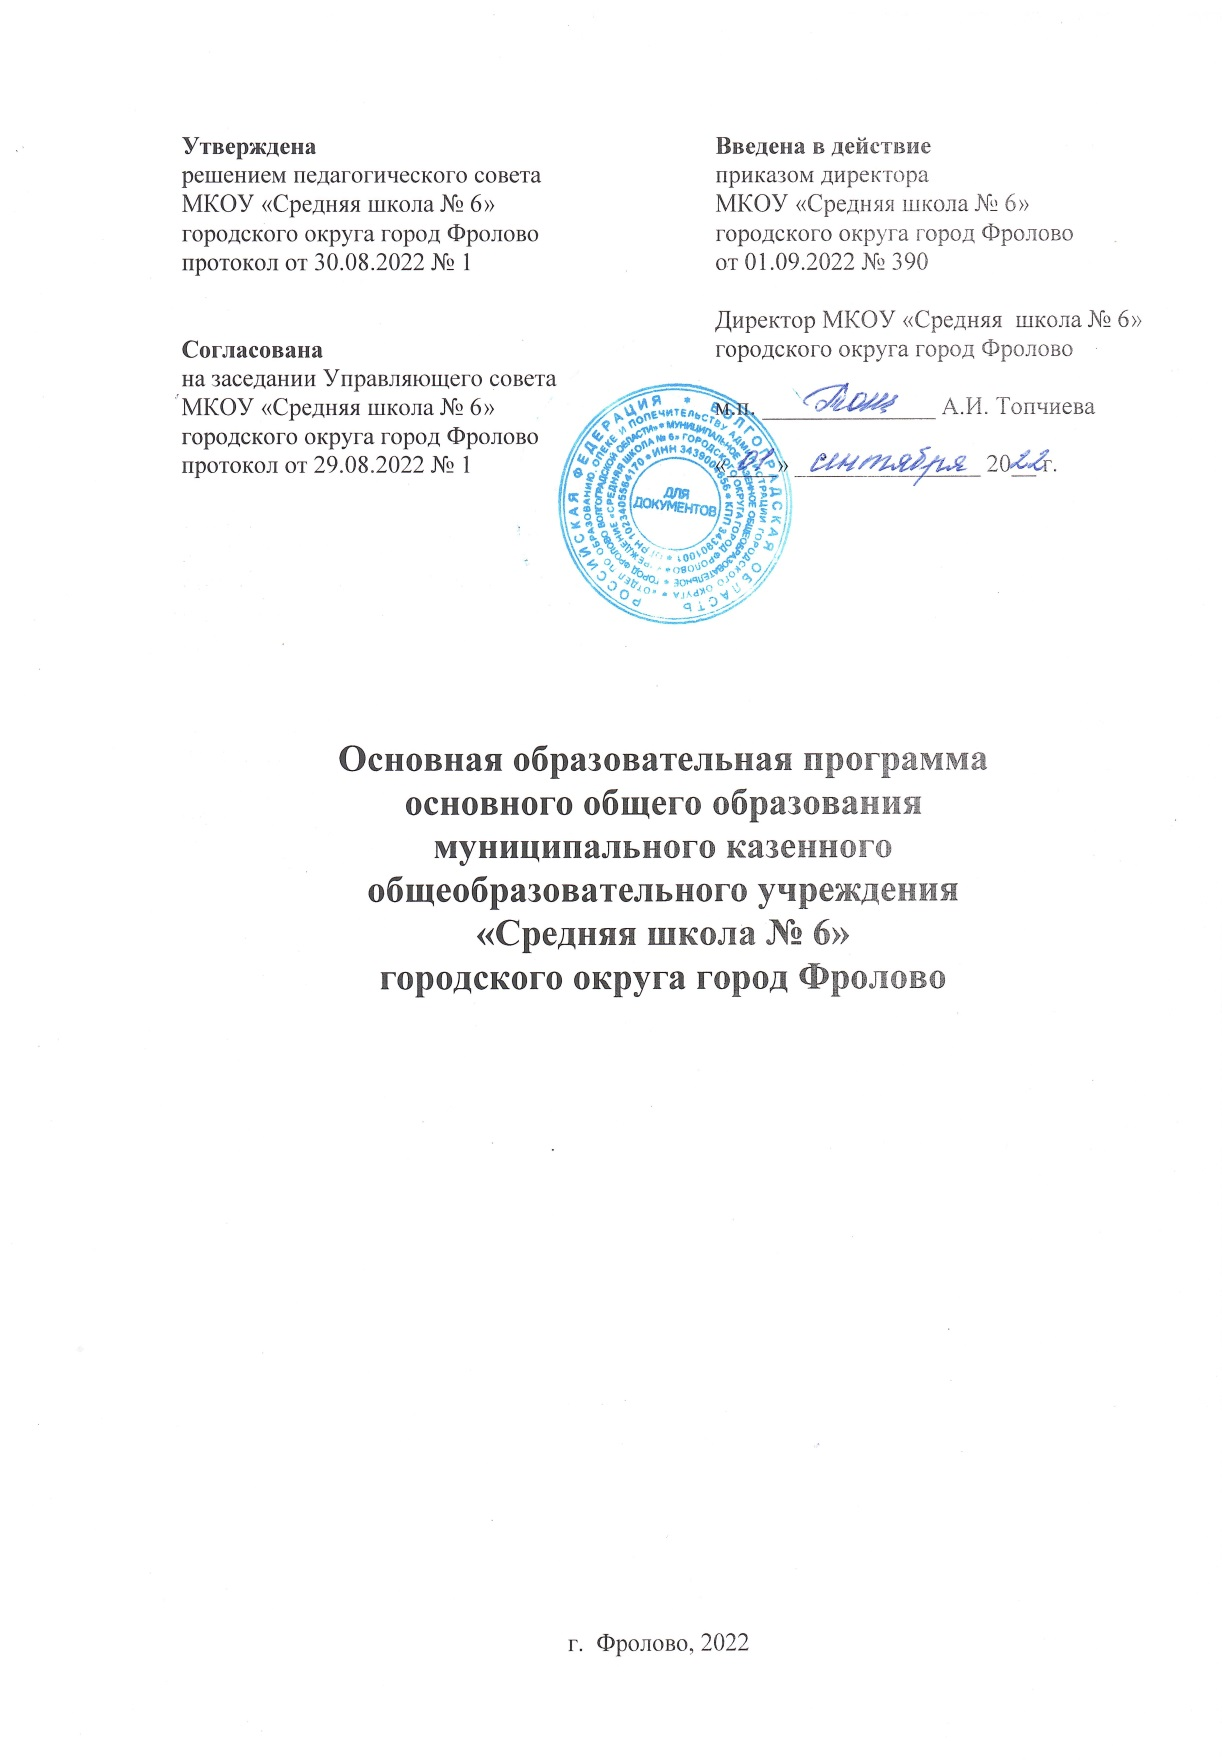 Утверждена
решением педагогического совета
МКОУ «Средняя школа № 6»
городского округа город Фролово
протокол от 30.08.2022 № 1
Согласована
на заседании Управляющего совета
МКОУ «Средняя школа № 6»
городского округа город Фролово
протокол от 29.08.2022 № 1
Введена в действие
приказом директора
МКОУ «Средняя школа № 6»
городского округа город Фролово
от 01.09.2022 № 390
Директор МКОУ «Средняя школа № 6»
городского округа город Фролово
м.п. ______________ А.И. Топчиева
«01» сентября 2022 г.
РОССИЙСКАЯ ФЕДЕРАЦИЯ * ВОЛГОГРАДСКАЯ ОБЛАСТЬ
ДЛЯ
ДОКУМЕНТОВ
Основная образовательная программа
основного общего образования
муниципального казенного
общеобразовательного учреждения
«Средняя школа № 6»
городского округа город Фролово
г. Фролово, 2022